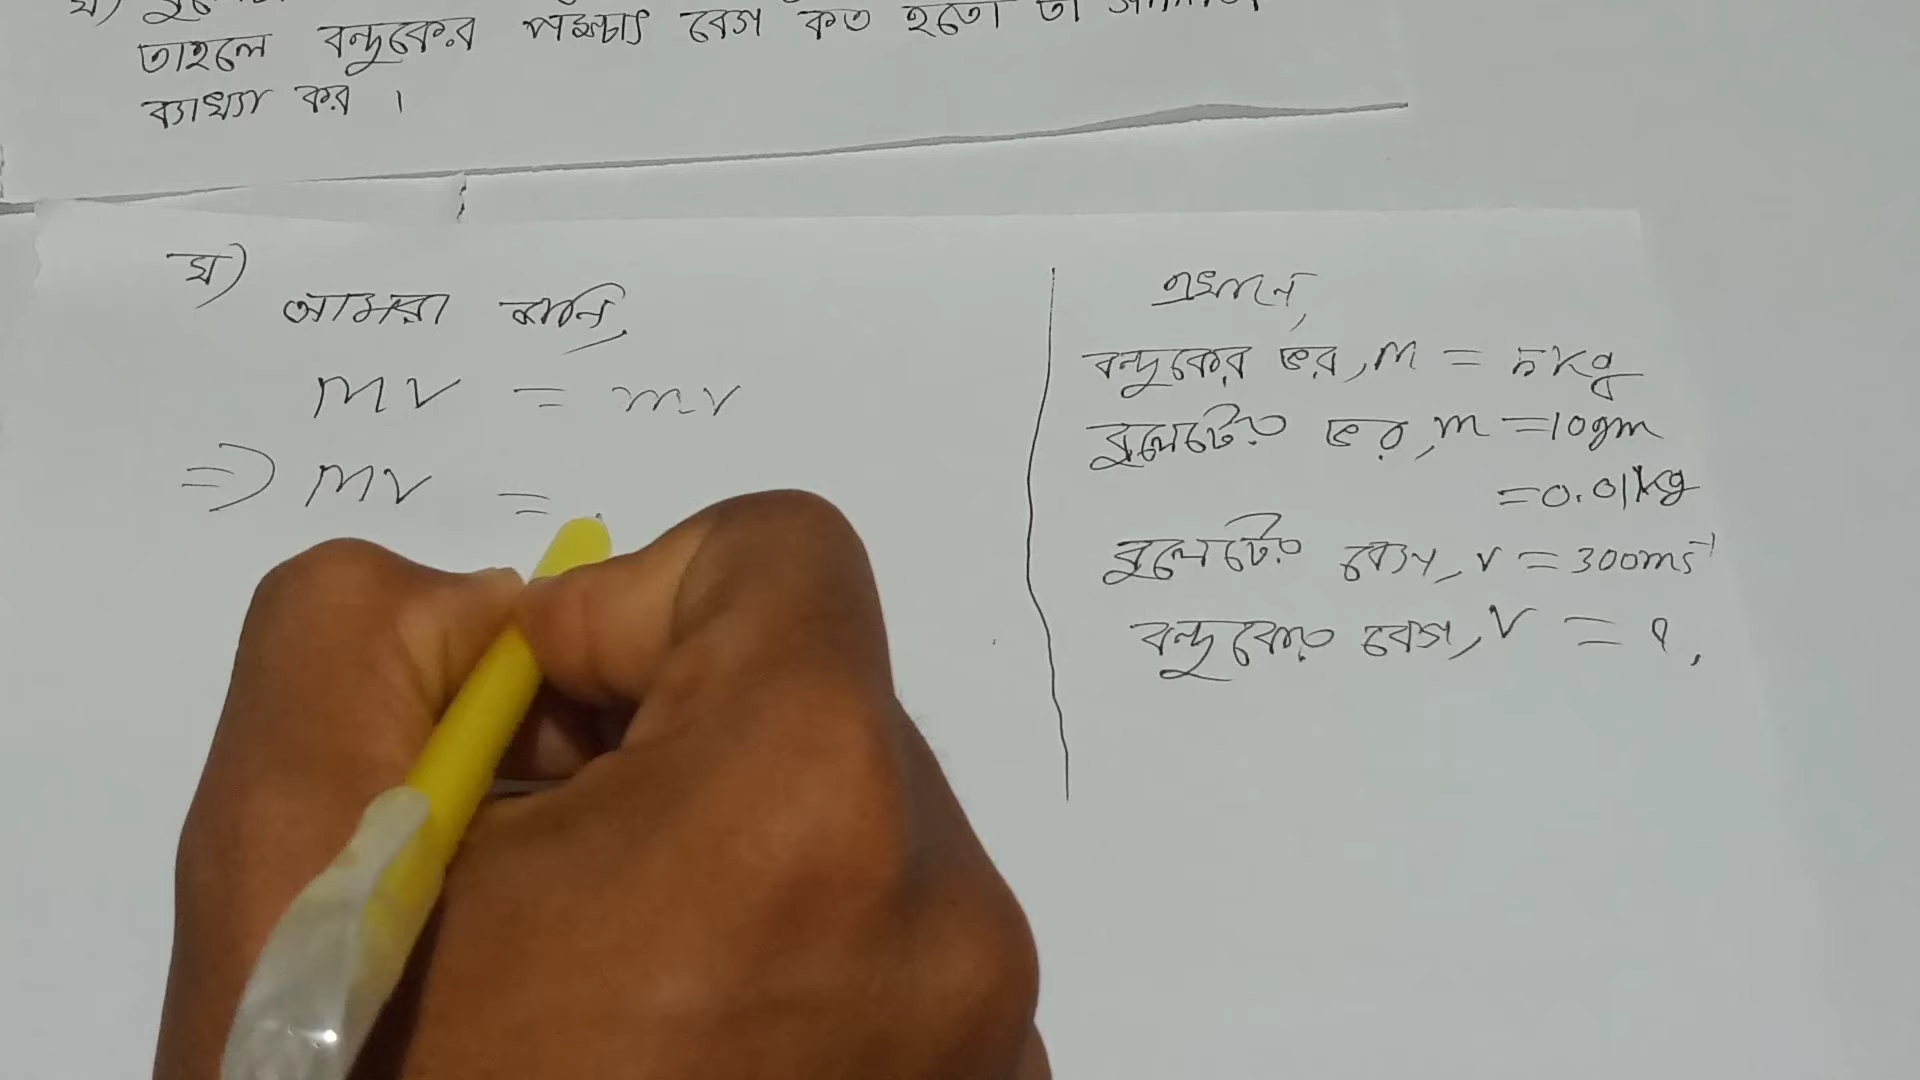 তাহলে বন্দুকের পশ্চাৎ বেগ কত হতো তা
ব্যাখ্যা কর ।
ঘ)
আমরা জানি,
MV = mv
=> MV =
এখানে,
বন্দুকের ভর, M = 5kg
বুলেটের ভর, m = 10gm
= 0.01kg
বুলেটের বেগ, v = 300ms⁻¹
বন্দুকের বেগ, V = ?